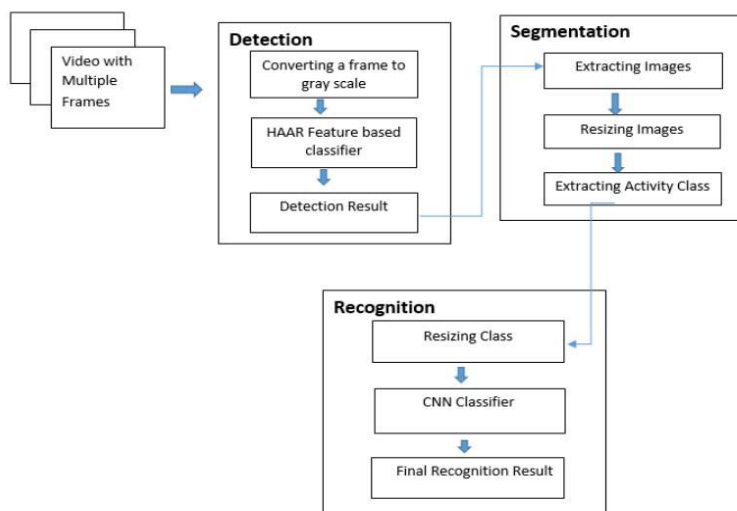 Video with
Multiple
Frames
Detection
Converting a frame to
gray scale
HAAR Feature based
classifier
Detection Result
Segmentation
Extracting Images
Resizing Images
Extracting Activity Class
Recognition
Resizing Class
CNN Classifier
Final Recognition Result